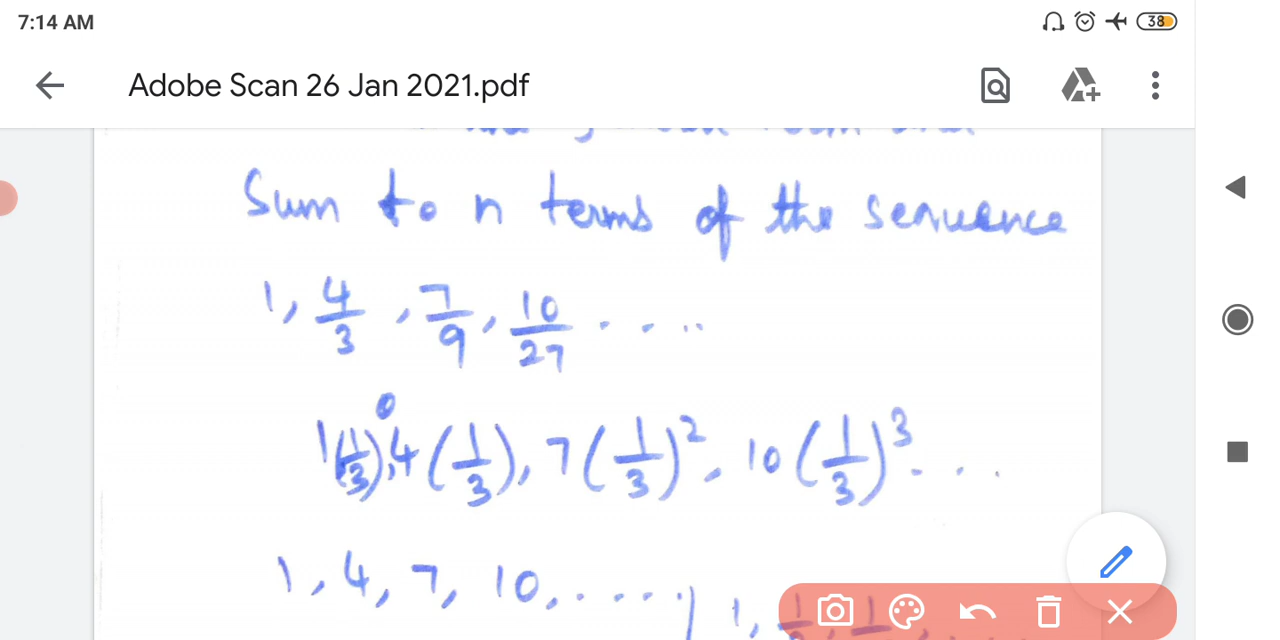 7:14 AM
38
Adobe Scan 26 Jan 2021.pdf
Sum to n terms of the sequence
1, 4/3, 7/9, 10/27 .....
1(1/3)^0, 4(1/3), 7(1/3)^2, 10(1/3)^3 ...
1, 4, 7, 10, ..... 1,